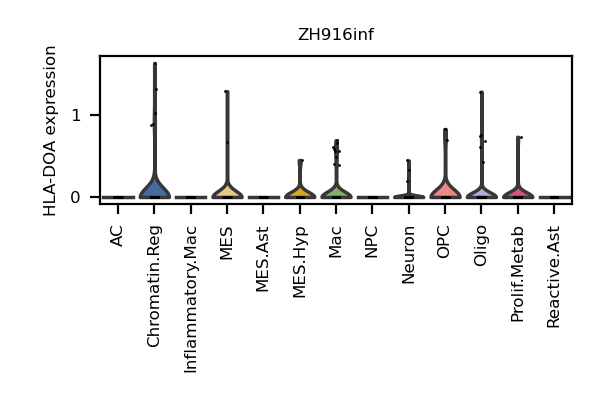 ZH916inf
HLA-DOA expression
1
0
AC
Chromatin.Reg
Inflammatory.Mac
MES
MES.Ast
MES.Hyp
Mac
NPC
Neuron
OPC
Oligo
Prolif.Metab
Reactive.Ast